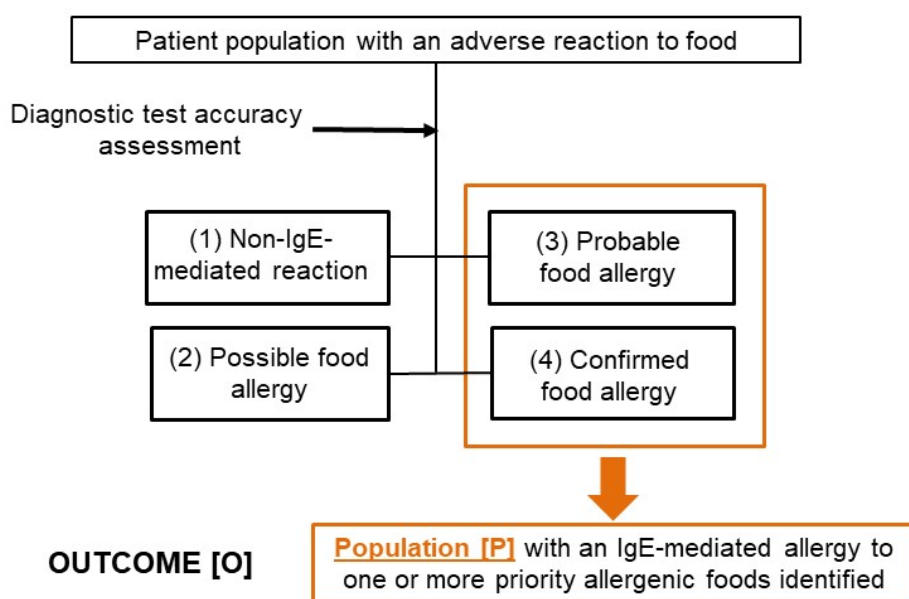 Patient population with an adverse reaction to food
Diagnostic test accuracy
assessment
(1) Non-IgE-
mediated reaction
(3) Probable
food allergy
(2) Possible food
allergy
(4) Confirmed
food allergy
OUTCOME [O]
Population [P] with an IgE-mediated allergy to
one or more priority allergenic foods identified